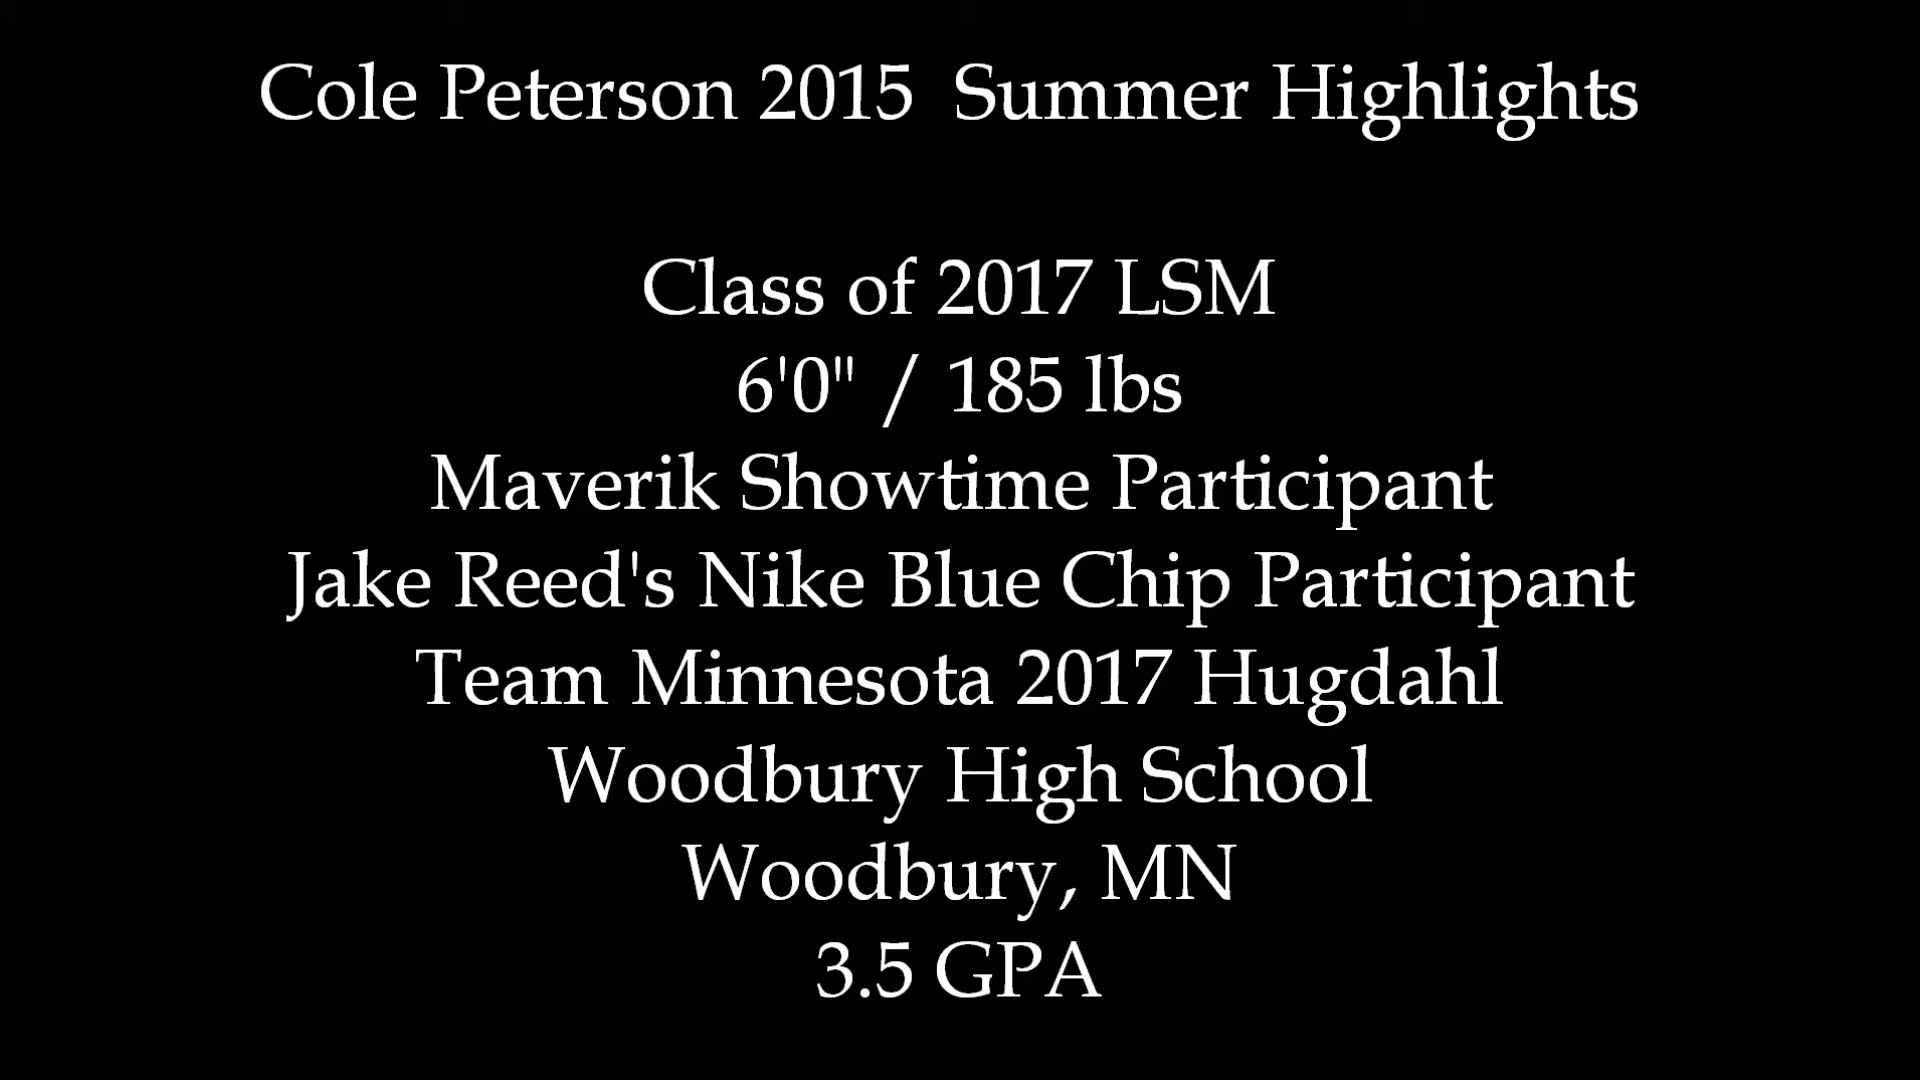 Cole Peterson 2015  Summer Highlights
Class of 2017 LSM
6'0" / 185 lbs
Maverik Showtime Participant
Jake Reed's Nike Blue Chip Participant
Team Minnesota 2017 Hugdahl
Woodbury High School
Woodbury, MN
3.5 GPA